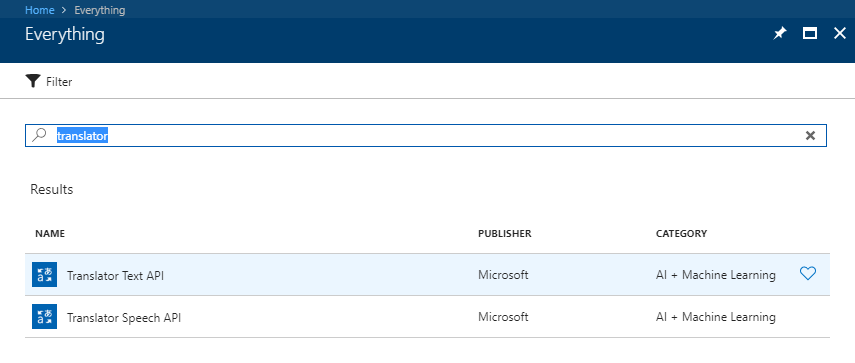 Home > Everything
Everything
Filter
translator
Results
NAME PUBLISHER CATEGORY
Translator Text API Microsoft AI + Machine Learning
Translator Speech API Microsoft AI + Machine Learning